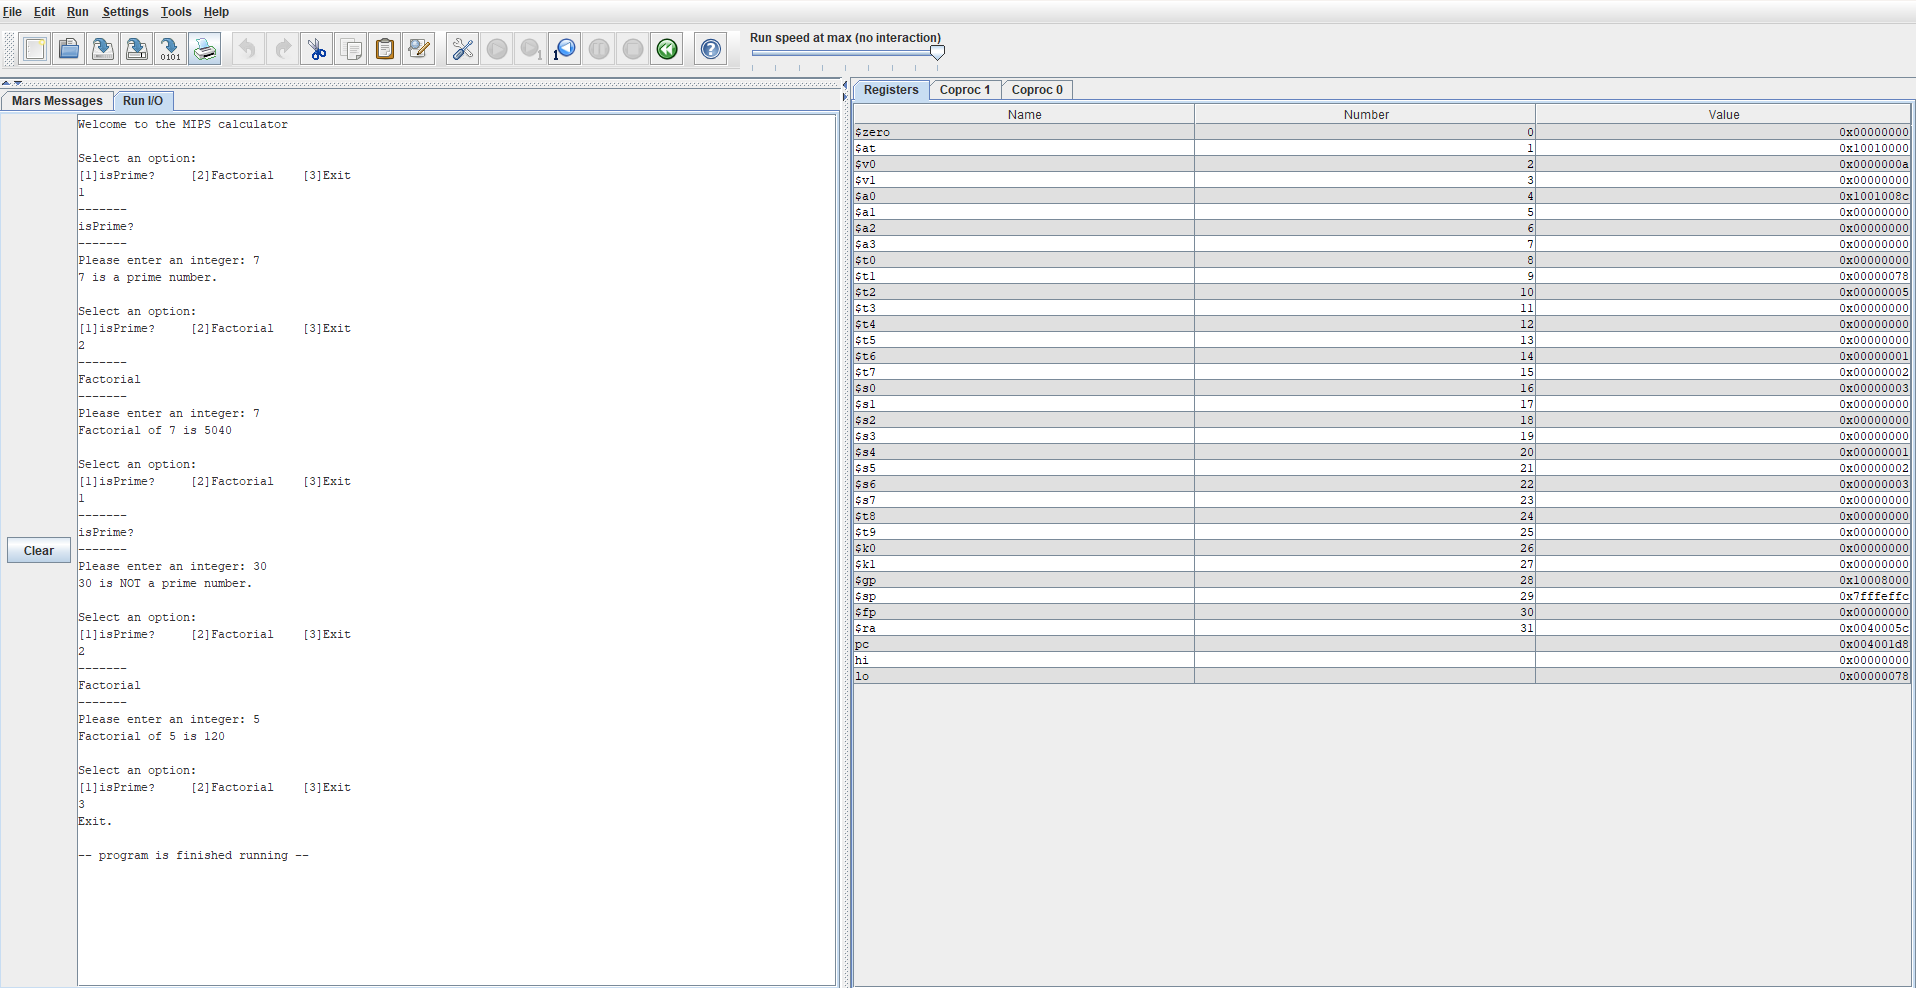 File Edit Run Settings Tools Help
Run speed at max (no interaction)
0101
1
1
Mars Messages Run I/O
Clear
Welcome to the MIPS calculator
Select an option:
[1]isPrime? [2]Factorial [3]Exit
1
-------
isPrime?
-------
Please enter an integer: 7
7 is a prime number.
Select an option:
[1]isPrime? [2]Factorial [3]Exit
2
-------
Factorial
-------
Please enter an integer: 7
Factorial of 7 is 5040
Select an option:
[1]isPrime? [2]Factorial [3]Exit
1
-------
isPrime?
-------
Please enter an integer: 30
30 is NOT a prime number.
Select an option:
[1]isPrime? [2]Factorial [3]Exit
2
-------
Factorial
-------
Please enter an integer: 5
Factorial of 5 is 120
Select an option:
[1]isPrime? [2]Factorial [3]Exit
3
Exit.
-- program is finished running --
Registers Coproc 1 Coproc 0
Name Number Value
$zero 0 0x00000000
$at 1 0x10010000
$v0 2 0x0000000a
$v1 3 0x00000000
$a0 4 0x1001008c
$a1 5 0x00000000
$a2 6 0x00000000
$a3 7 0x00000000
$t0 8 0x00000000
$t1 9 0x00000078
$t2 10 0x00000005
$t3 11 0x00000000
$t4 12 0x00000000
$t5 13 0x00000000
$t6 14 0x00000001
$t7 15 0x00000002
$s0 16 0x00000003
$s1 17 0x00000000
$s2 18 0x00000000
$s3 19 0x00000000
$s4 20 0x00000001
$s5 21 0x00000002
$s6 22 0x00000003
$s7 23 0x00000000
$t8 24 0x00000000
$t9 25 0x00000000
$k0 26 0x00000000
$k1 27 0x00000000
$gp 28 0x10008000
$sp 29 0x7fffeffc
$fp 30 0x00000000
$ra 31 0x0040005c
pc 0x004001d8
hi 0x00000000
lo 0x00000078